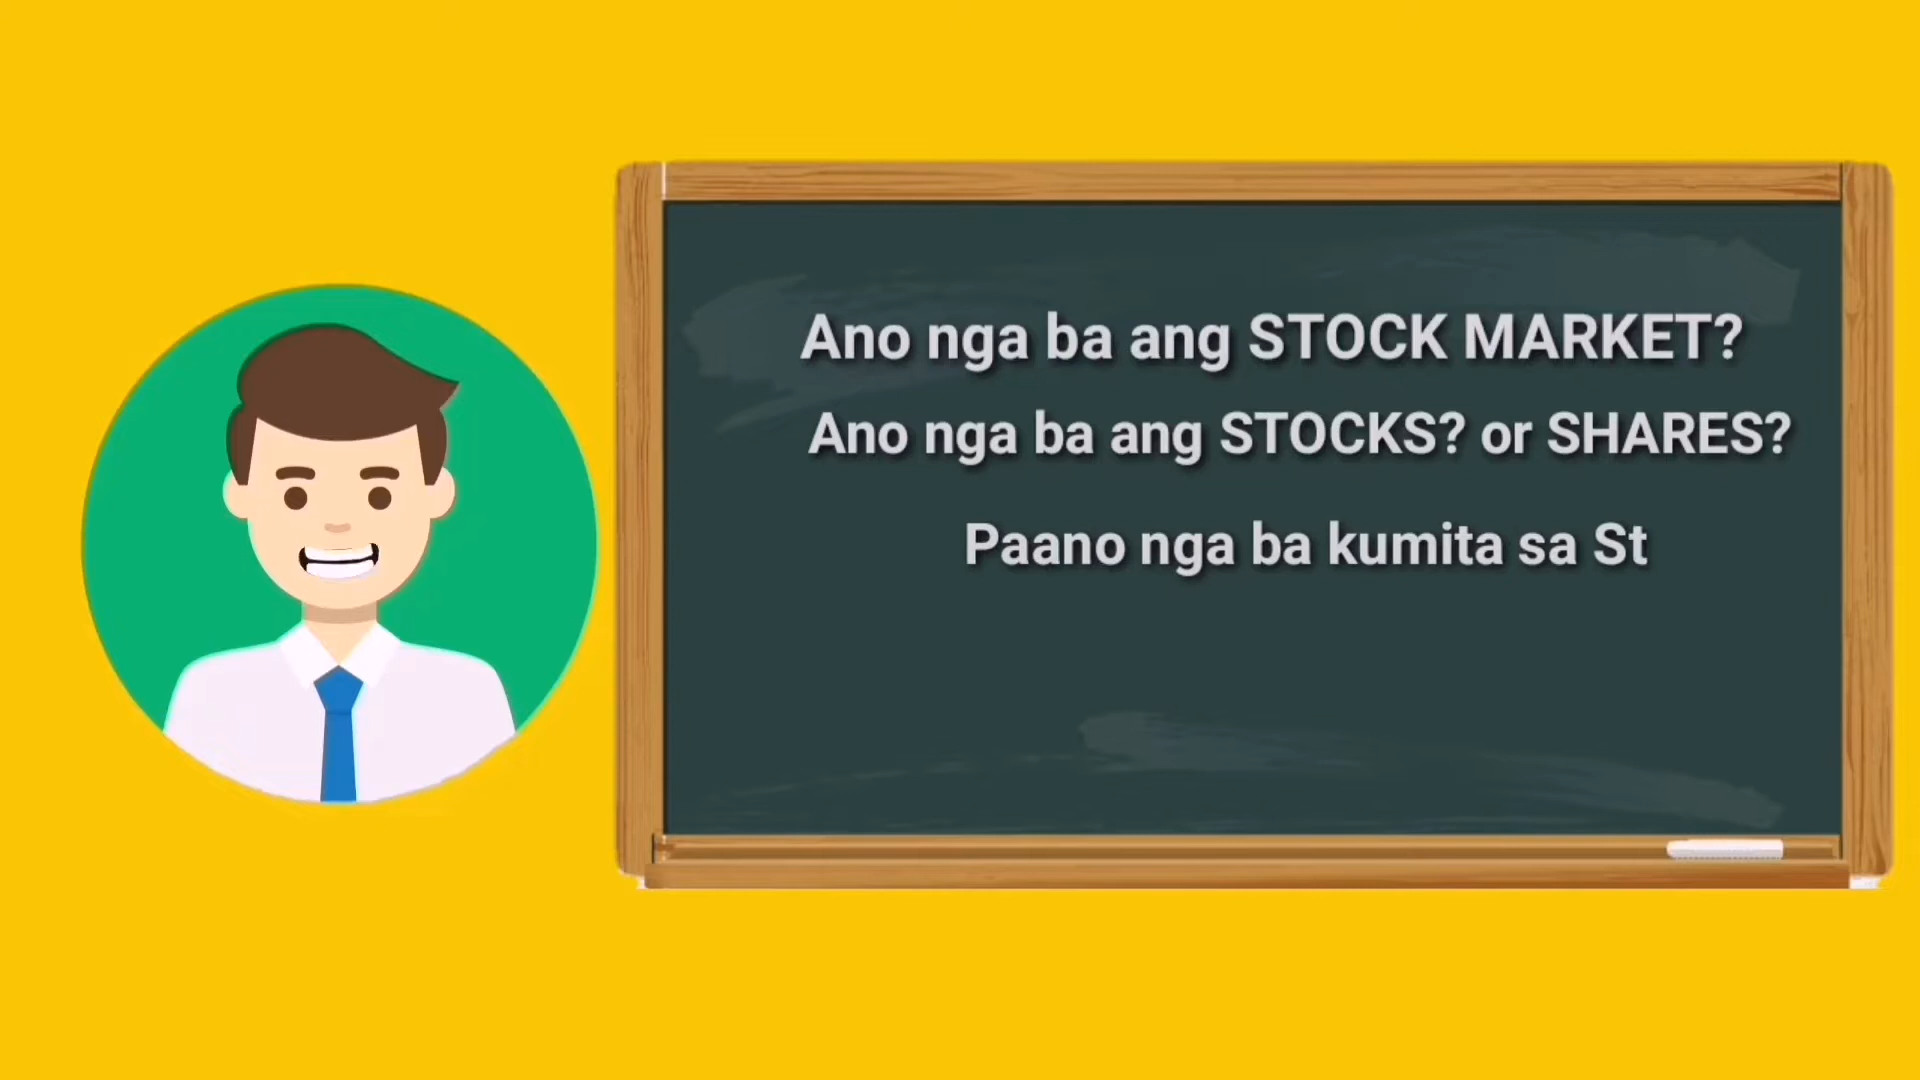 Ano nga ba ang STOCK MARKET?
Ano nga ba ang STOCKS? or SHARES?
Paano nga ba kumita sa St